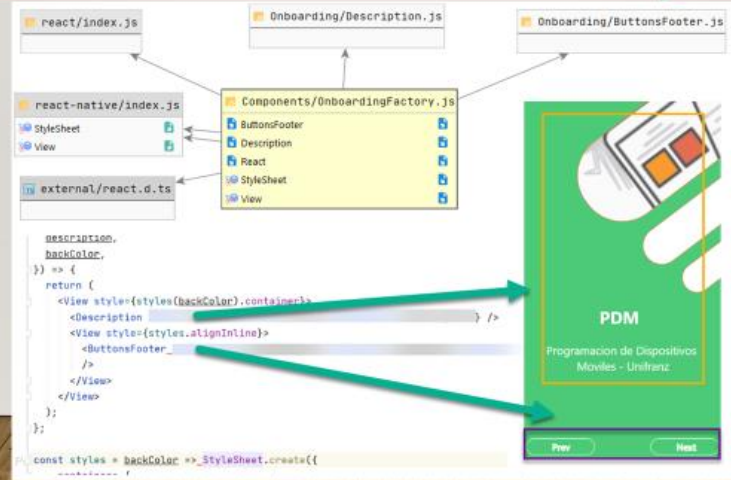 react/index.js
Onboarding/Description.js
Onboarding/ButtonsFooter.js
Components/OnboardingFactory.js
ButtonsFooter
Description
React
StyleSheet
View
react-native/index.js
StyleSheet
View
external/react.d.ts
description,
backColor,
}) => {
return (
<View style={styles(backColor).container}>
<Description
} />
<View style={styles.alignInline}>
<ButtonsFooter
/>
</View>
</View>
);
};
const styles = backColor => StyleSheet.create({
PDM
Programacion de Dispositivos
Moviles - Unifranz
Prev
Next